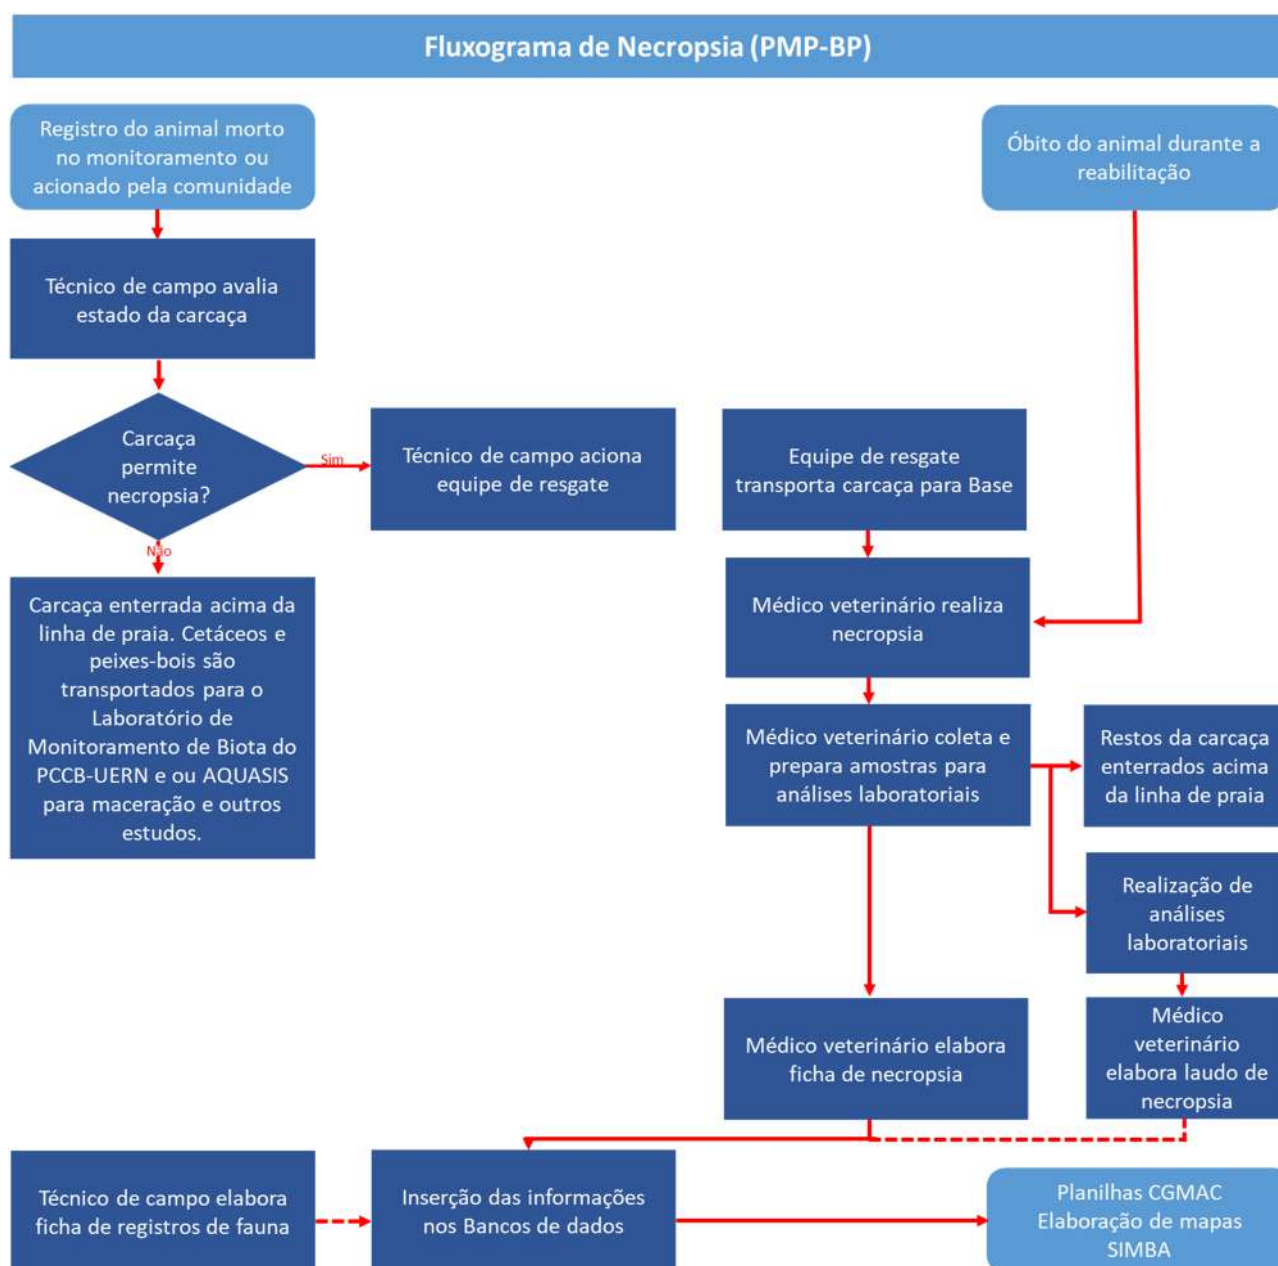 Fluxograma de Necropsia (PMP-BP)
Registro do animal morto
no monitoramento ou
acionado pela comunidade
Óbito do animal durante a
reabilitação
Técnico de campo avalia
estado da carcaça
Carcaça
permite
necropsia?
Sim
Técnico de campo aciona
equipe de resgate
Equipe de resgate
transporta carcaça para Base
Não
Carcaça enterrada acima da
linha de praia. Cetáceos e
peixes-bois são
transportados para o
Laboratório de
Monitoramento de Biota do
PCCB-UERN e ou AQUASIS
para maceração e outros
estudos.
Médico veterinário realiza
necropsia
Médico veterinário coleta e
prepara amostras para
análises laboratoriais
Restos da carcaça
enterrados acima
da linha de praia
Realização de
análises
laboratoriais
Médico veterinário elabora
ficha de necropsia
Médico
veterinário
elabora laudo de
necropsia
Técnico de campo elabora
ficha de registros de fauna
Inserção das informações
nos Bancos de dados
Planilhas CGMAC
Elaboração de mapas
SIMBA